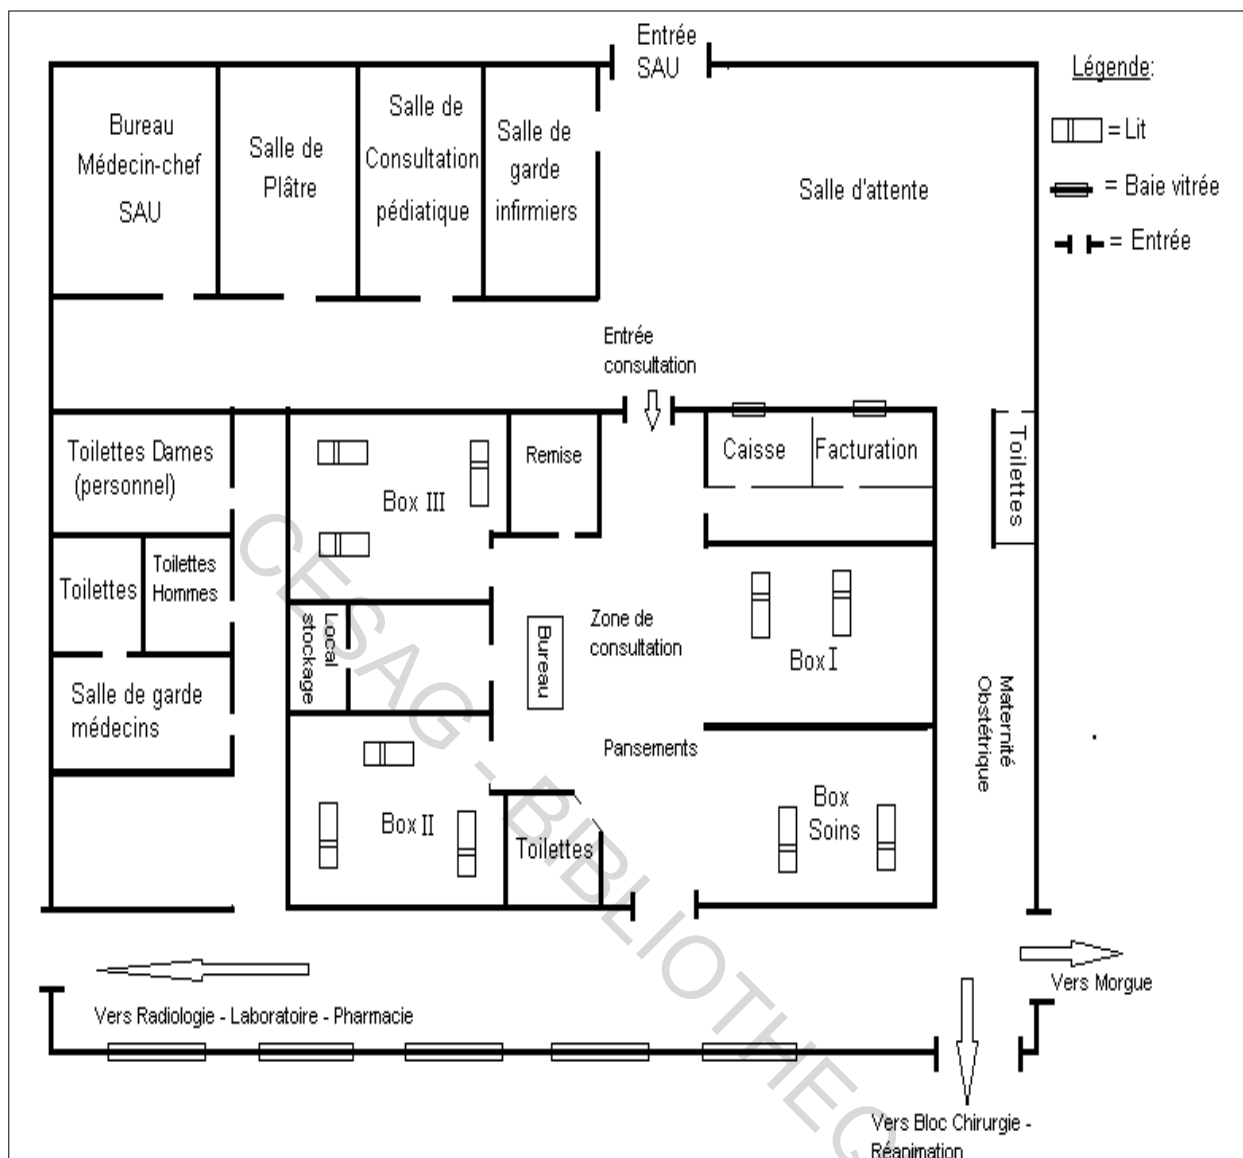 Entrée
SAU
Légende:
= Lit
= Baie vitrée
= Entrée
Bureau
Médecin-chef
SAU
Salle de
Plâtre
Salle de
Consultation
pédiatique
Salle de
garde
infirmiers
Salle d'attente
Entrée
consultation
Toilettes Dames
(personnel)
Box III
Remise
Caisse
Facturation
Toilettes
Toilettes
Toilettes
Hommes
Local
stockage
Bureau
Zone de
consultation
Box I
Salle de garde
médecins
Maternité
Obstétrique
Pansements
Box II
Toilettes
Box
Soins
Vers Morgue
Vers Radiologie - Laboratoire - Pharmacie
Vers Bloc Chirurgie -
Réanimation
CESAG - BIBLIOTHEQ